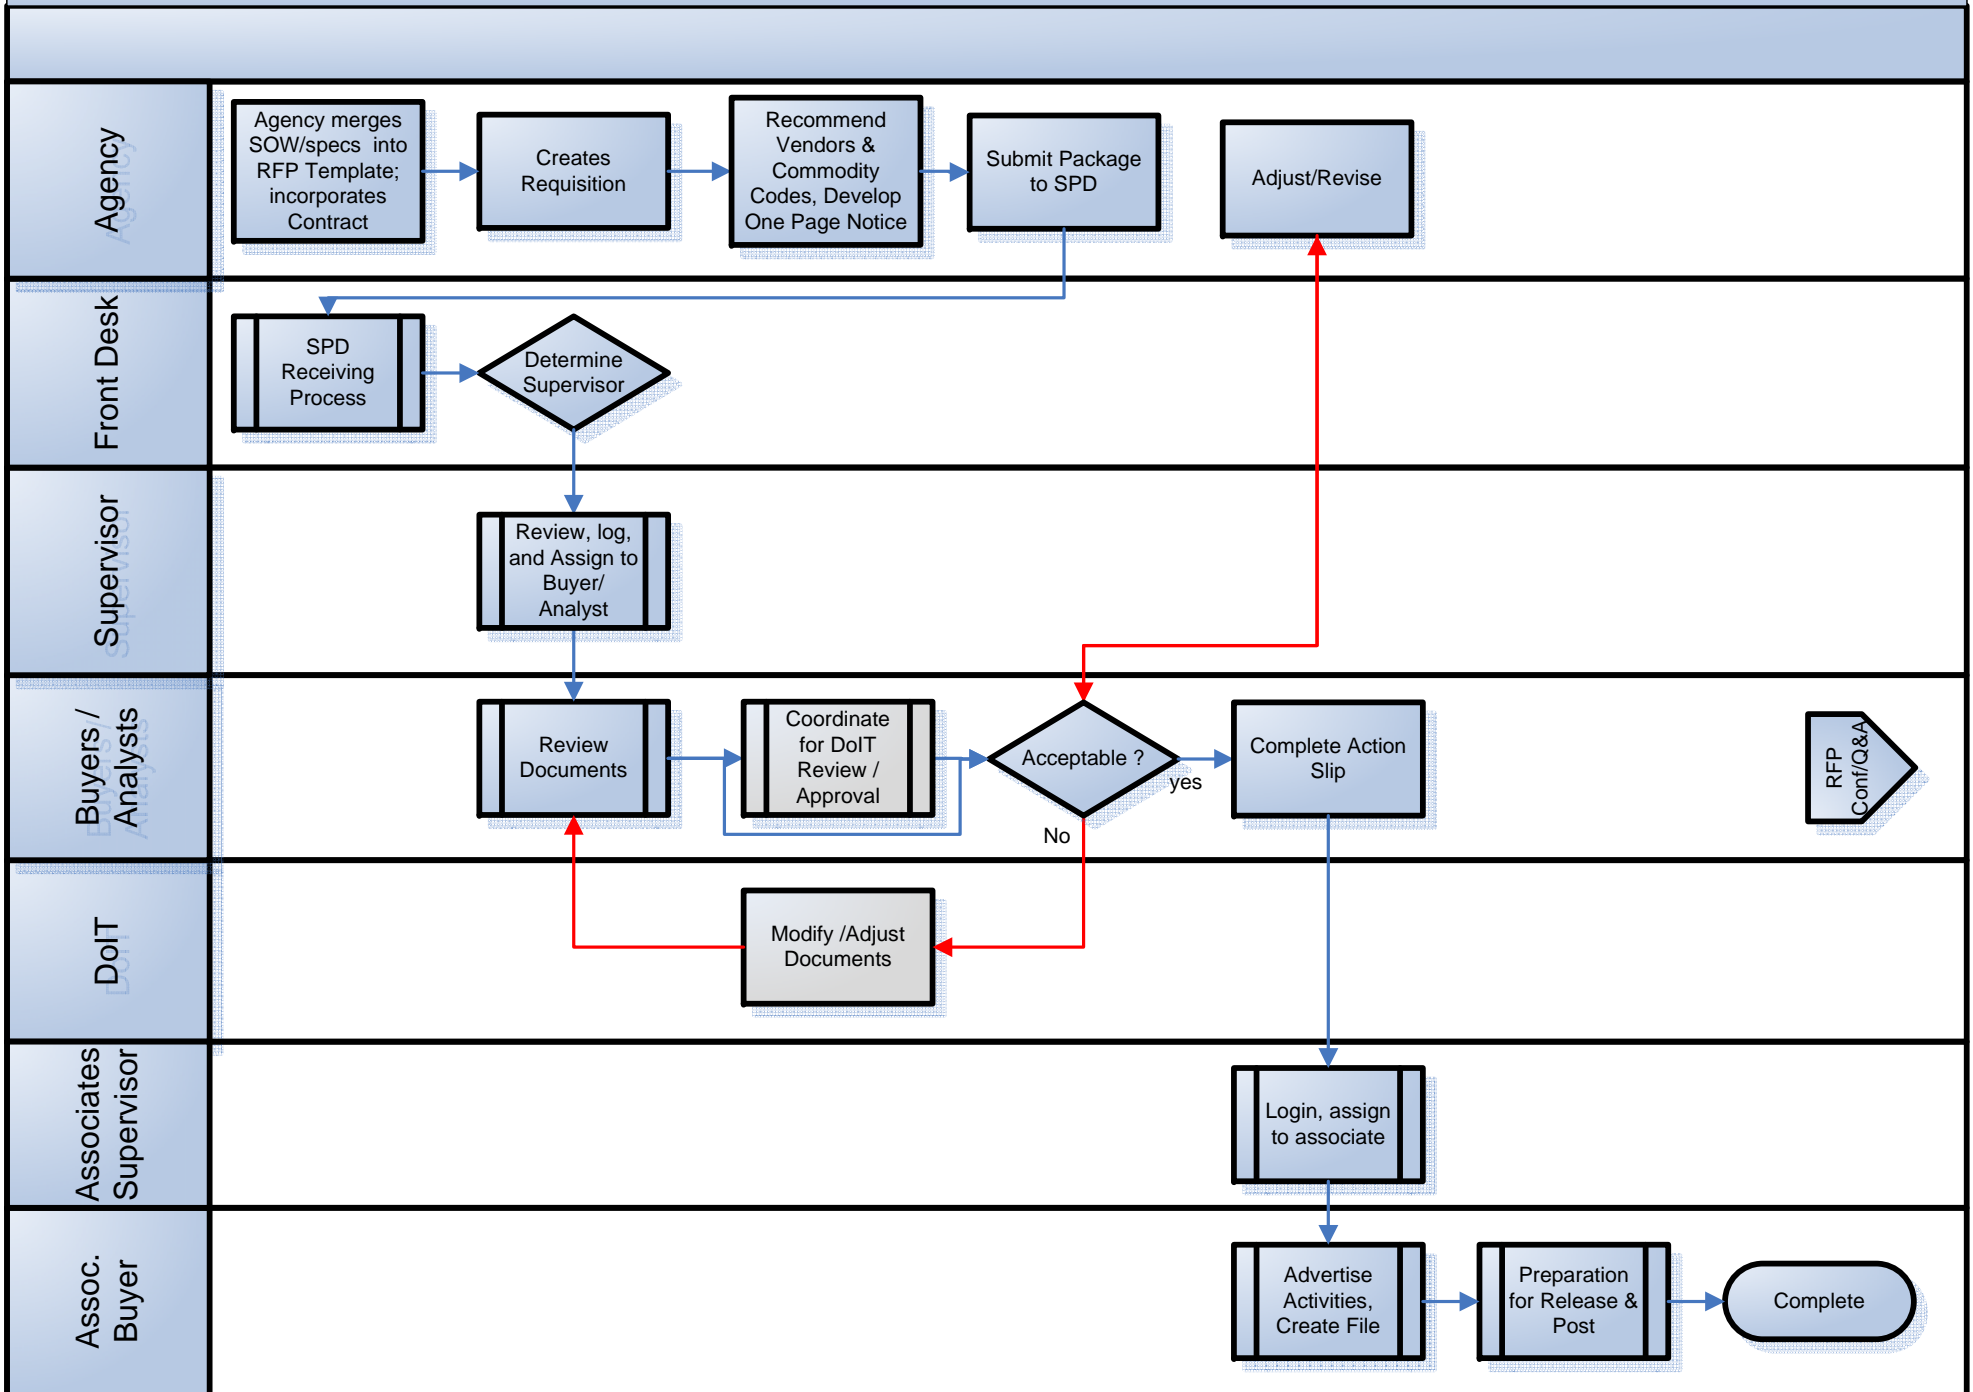 Agency
Agency merges
SOW/specs  into
RFP Template;
incorporates
Contract
Creates
Requisition
Recommend
Vendors &
Commodity
Codes, Develop
One Page Notice
Submit Package
to SPD
Adjust/Revise
Front Desk
SPD
Receiving
Process
Determine
Supervisor
Supervisor
Review, log,
and Assign to
Buyer/
Analyst
Buyers /
Analysts
Review
Documents
Coordinate
for DoIT
Review /
Approval
Acceptable ?
yes
No
Complete Action
Slip
RFP
Conf/Q&A
DoIT
Modify /Adjust
Documents
Associates
Supervisor
Login, assign
to associate
Assoc.
Buyer
Advertise
Activities,
Create File
Preparation
for Release &
Post
Complete